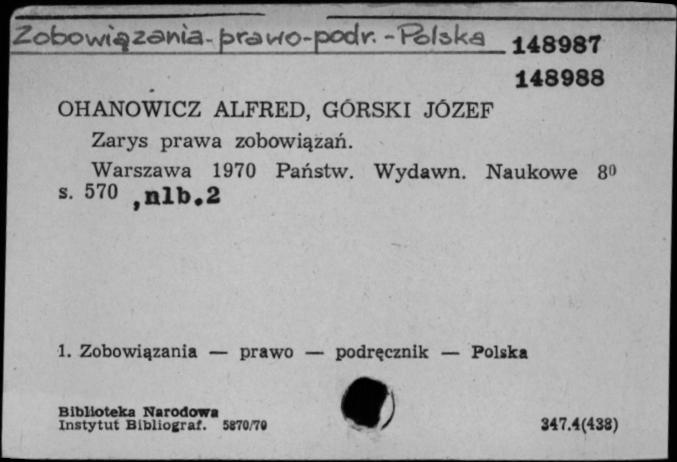 Zobowiązania-prawo-podr.-Polska 148987
148988
OHANOWICZ ALFRED, GÓRSKI JÓZEF
Zarys prawa zobowiązań.
Warszawa 1970 Państw. Wydawn. Naukowe 8⁰
s. 570 ,nlb.2
1. Zobowiązania — prawo — podręcznik — Polska
Biblioteka Narodowa
Instytut Bibliograf. 5870/70 347.4(438)